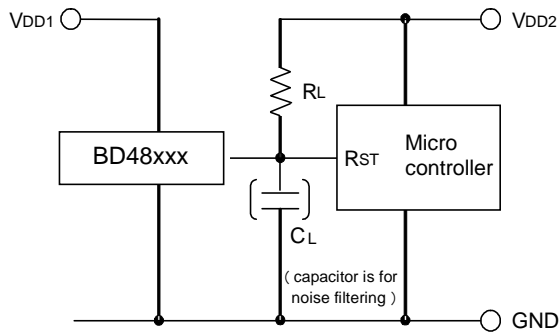 VDD1
VDD2
RL
BD48xxx
RST
Micro
controller
CL
( capacitor is for
noise filtering )
GND